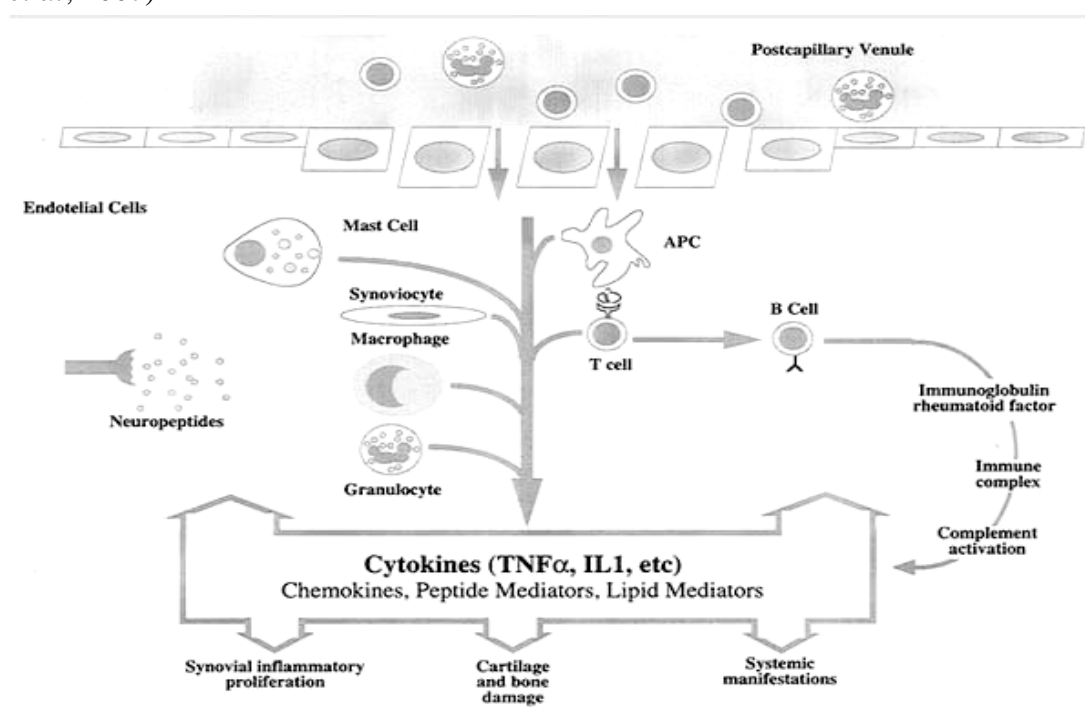 Postcapillary Venule
Endotelial Cells
Mast Cell
APC
Synoviocyte
B Cell
Macrophage
T cell
Immunoglobulin
rheumatoid factor
Neuropeptides
Immune
complex
Granulocyte
Complement
activation
Cytokines (TNFα, IL1, etc)
Chemokines, Peptide Mediators, Lipid Mediators
Synovial inflammatory
proliferation
Cartilage
and bone
damage
Systemic
manifestations